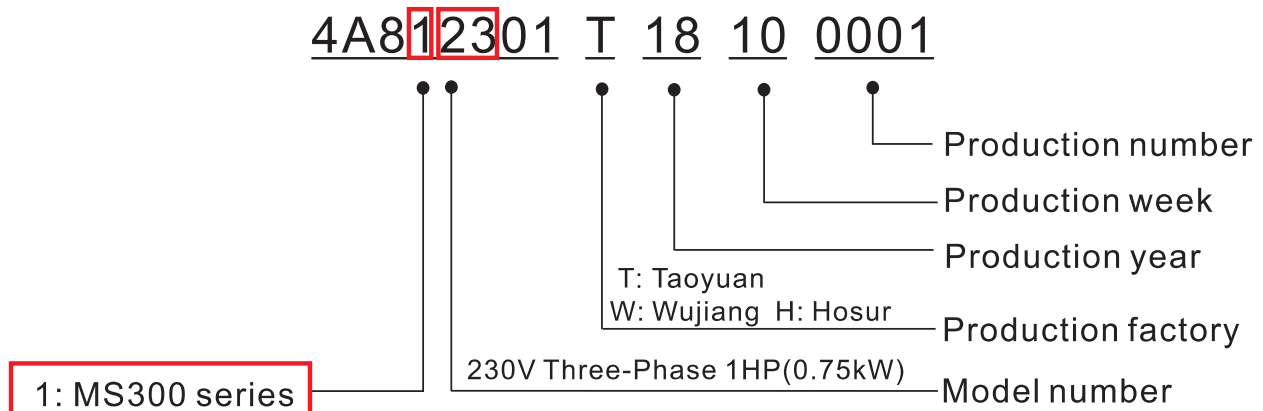 4A812301 T 18 10 0001
Production number
Production week
Production year
T: Taoyuan
W: Wujiang H: Hosur
Production factory
230V Three-Phase 1HP(0.75kW)
Model number
1: MS300 series